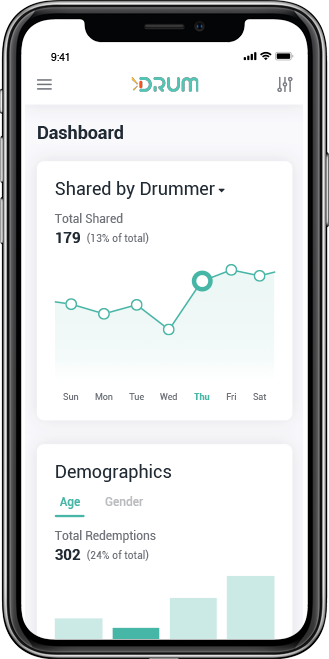 9:41
DRUM
Dashboard
Shared by Drummer
Total Shared
179 (13% of total)
Sun Mon Tue Wed Thu Fri Sat
Demographics
Age Gender
Total Redemptions
302 (24% of total)